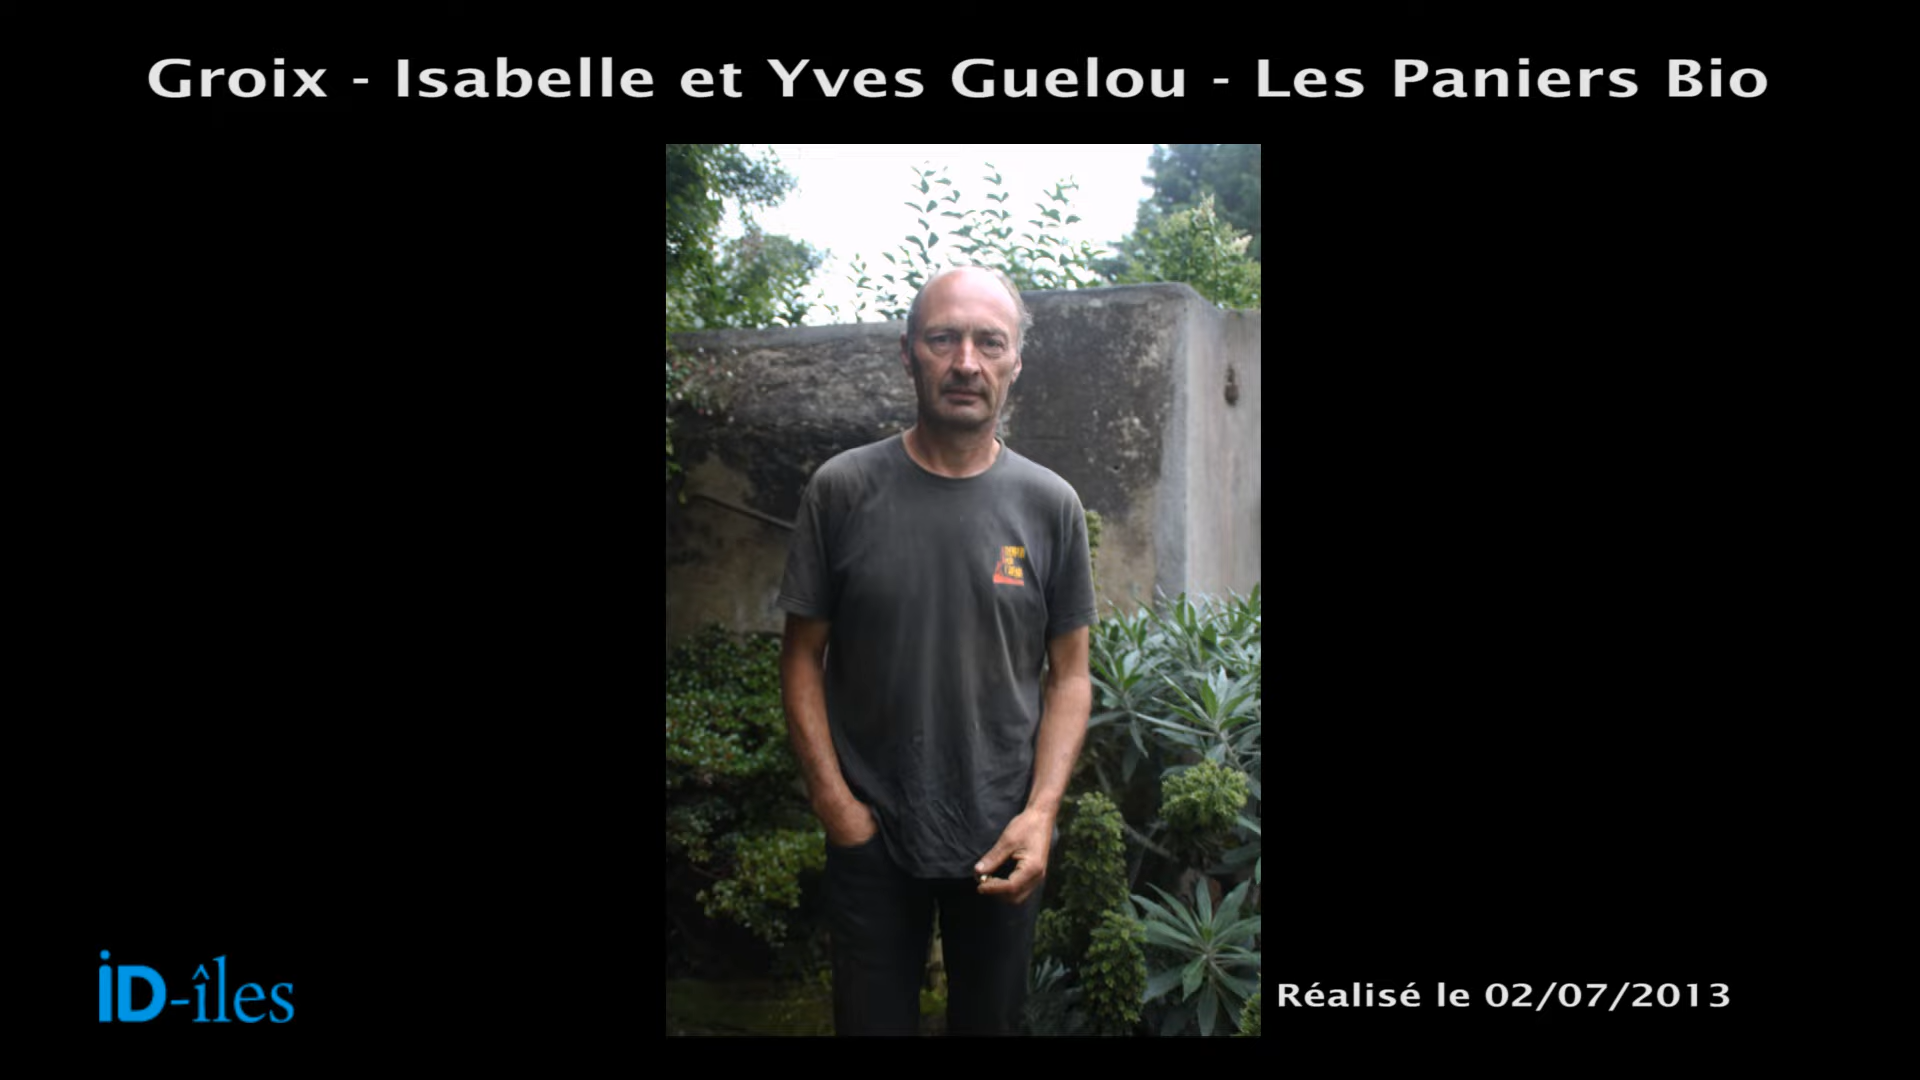 Groix - Isabelle et Yves Guelou - Les Paniers Bio
iD-îles
Réalisé le 02/07/2013